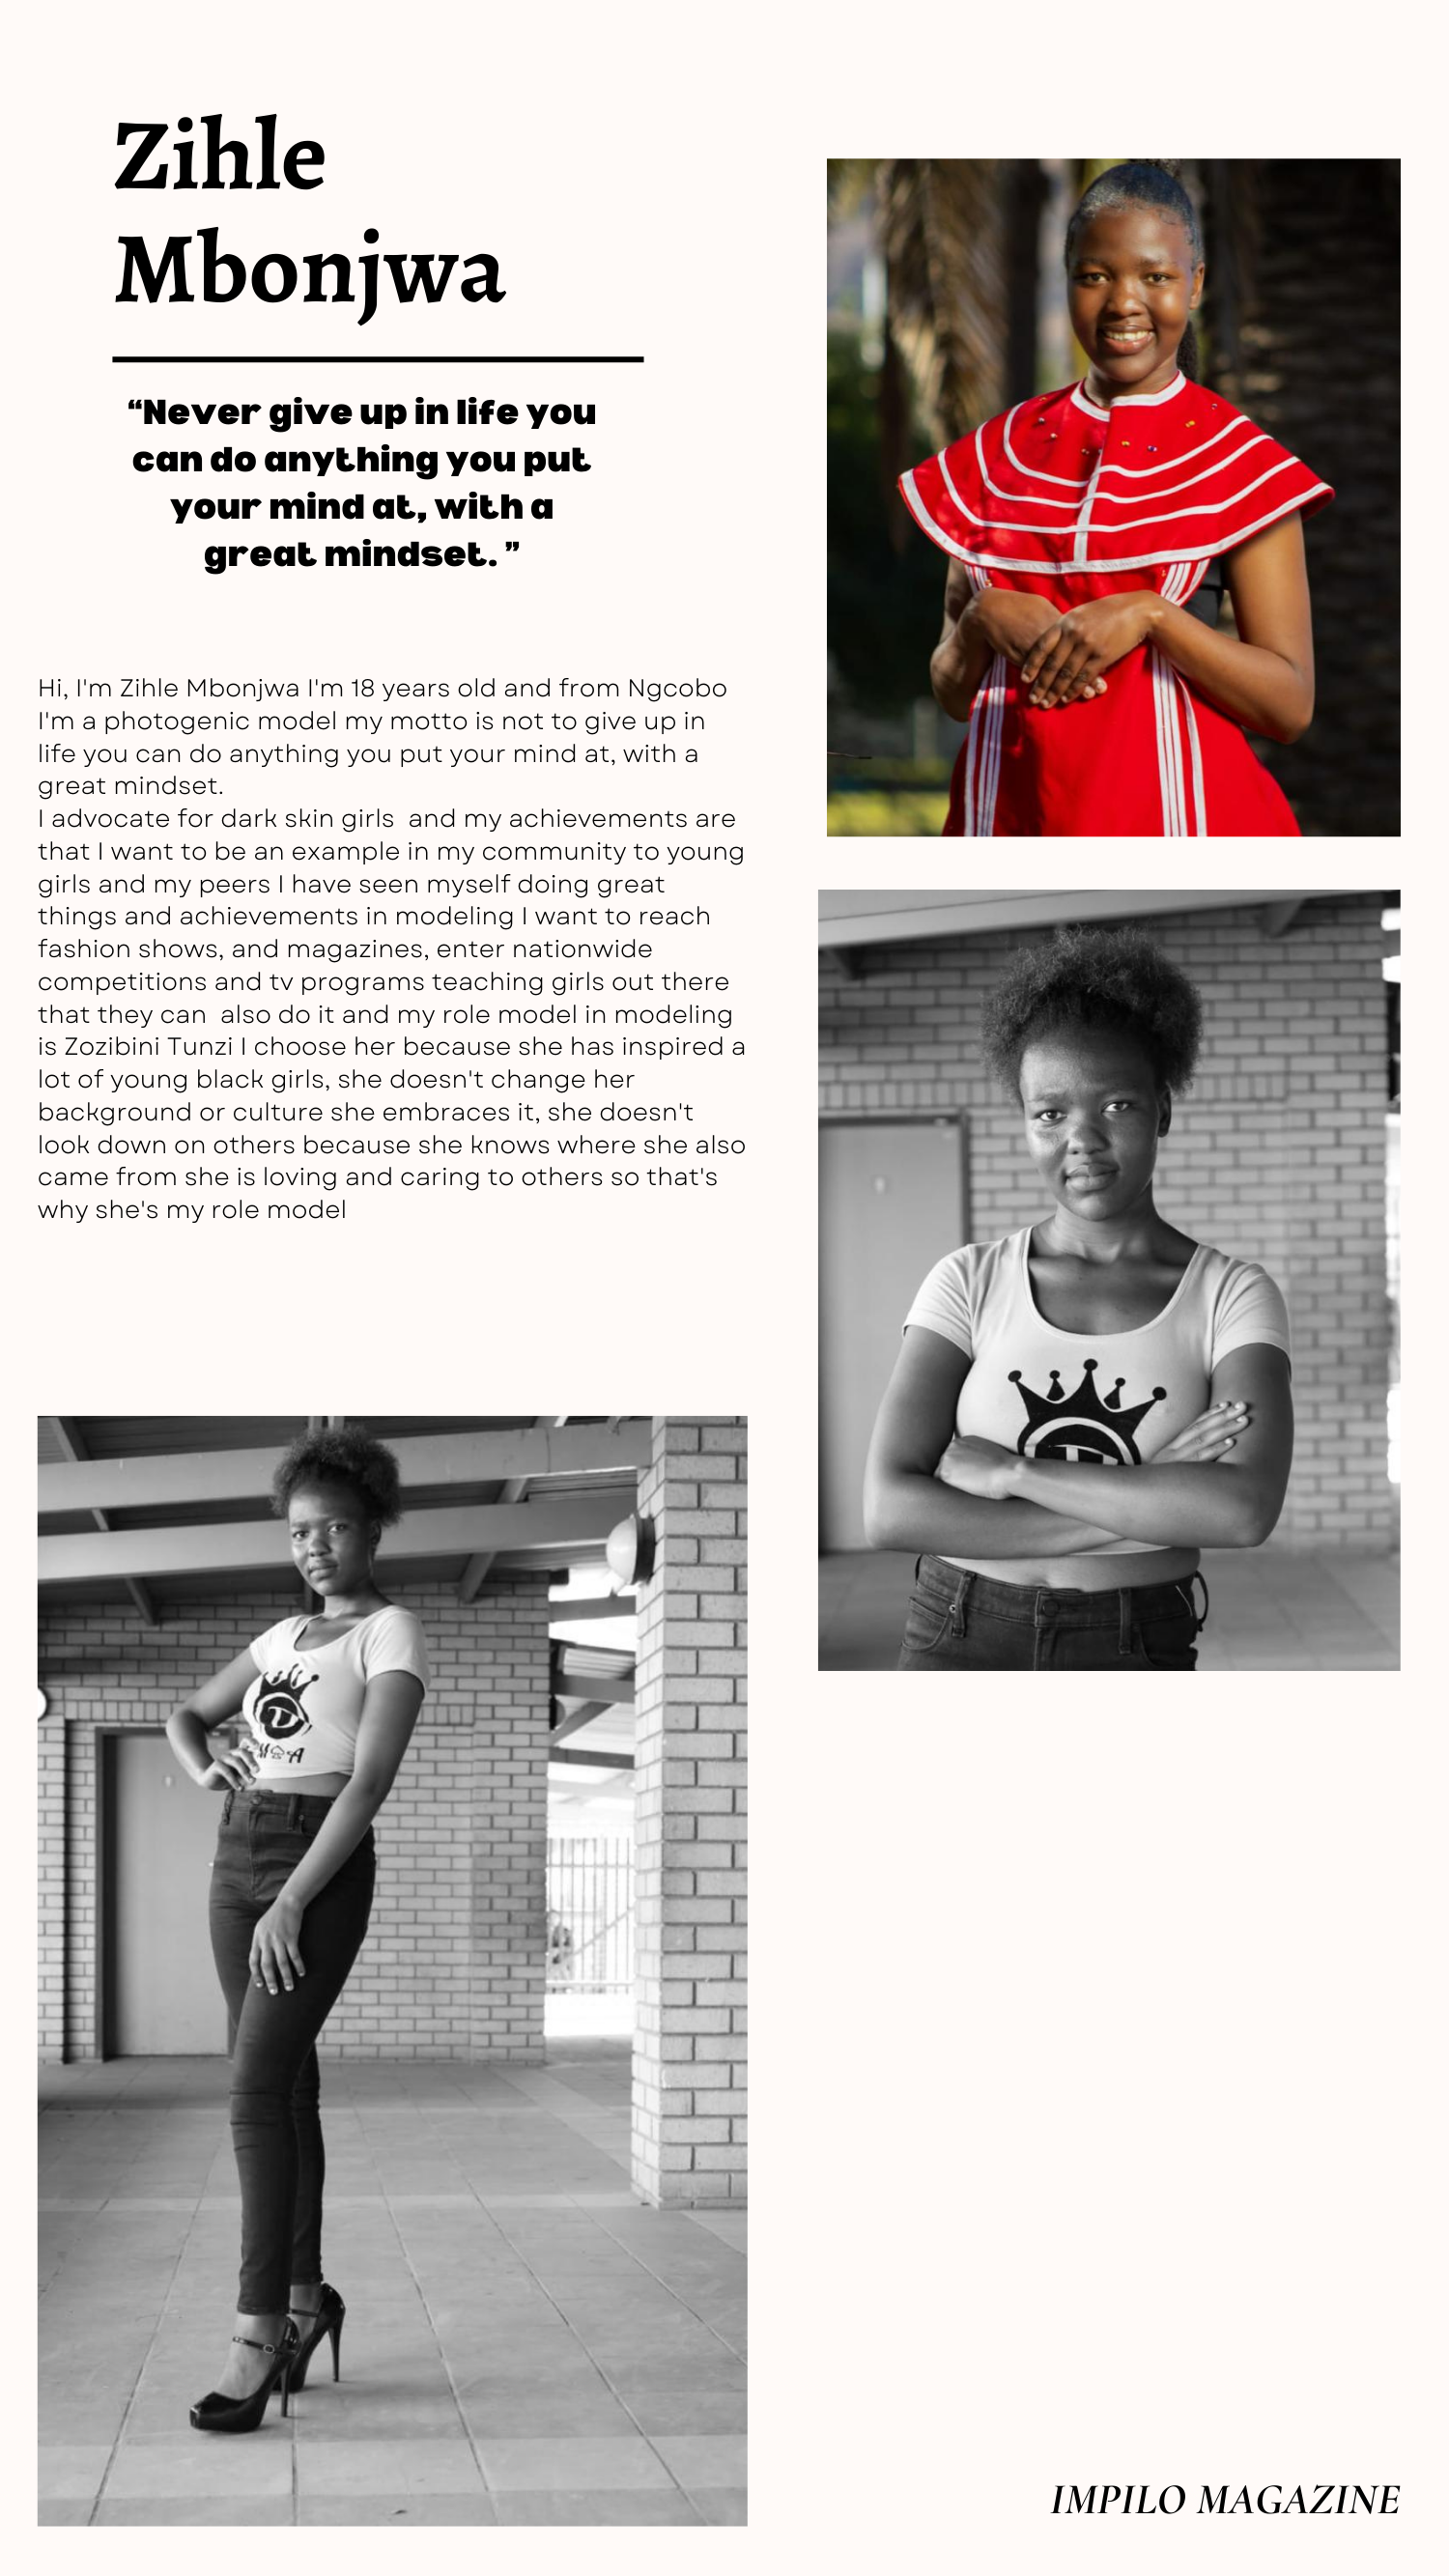 Zihle
Mbonjwa
“Never give up in life you
can do anything you put
your mind at, with a
great mindset. ”
Hi, I'm Zihle Mbonjwa I'm 18 years old and from Ngcobo
I'm a photogenic model my motto is not to give up in
life you can do anything you put your mind at, with a
great mindset.
I advocate for dark skin girls  and my achievements are
that I want to be an example in my community to young
girls and my peers I have seen myself doing great
things and achievements in modeling I want to reach
fashion shows, and magazines, enter nationwide
competitions and tv programs teaching girls out there
that they can  also do it and my role model in modeling
is Zozibini Tunzi I choose her because she has inspired a
lot of young black girls, she doesn't change her
background or culture she embraces it, she doesn't
look down on others because she knows where she also
came from she is loving and caring to others so that's
why she's my role model
D
IMPILO MAGAZINE